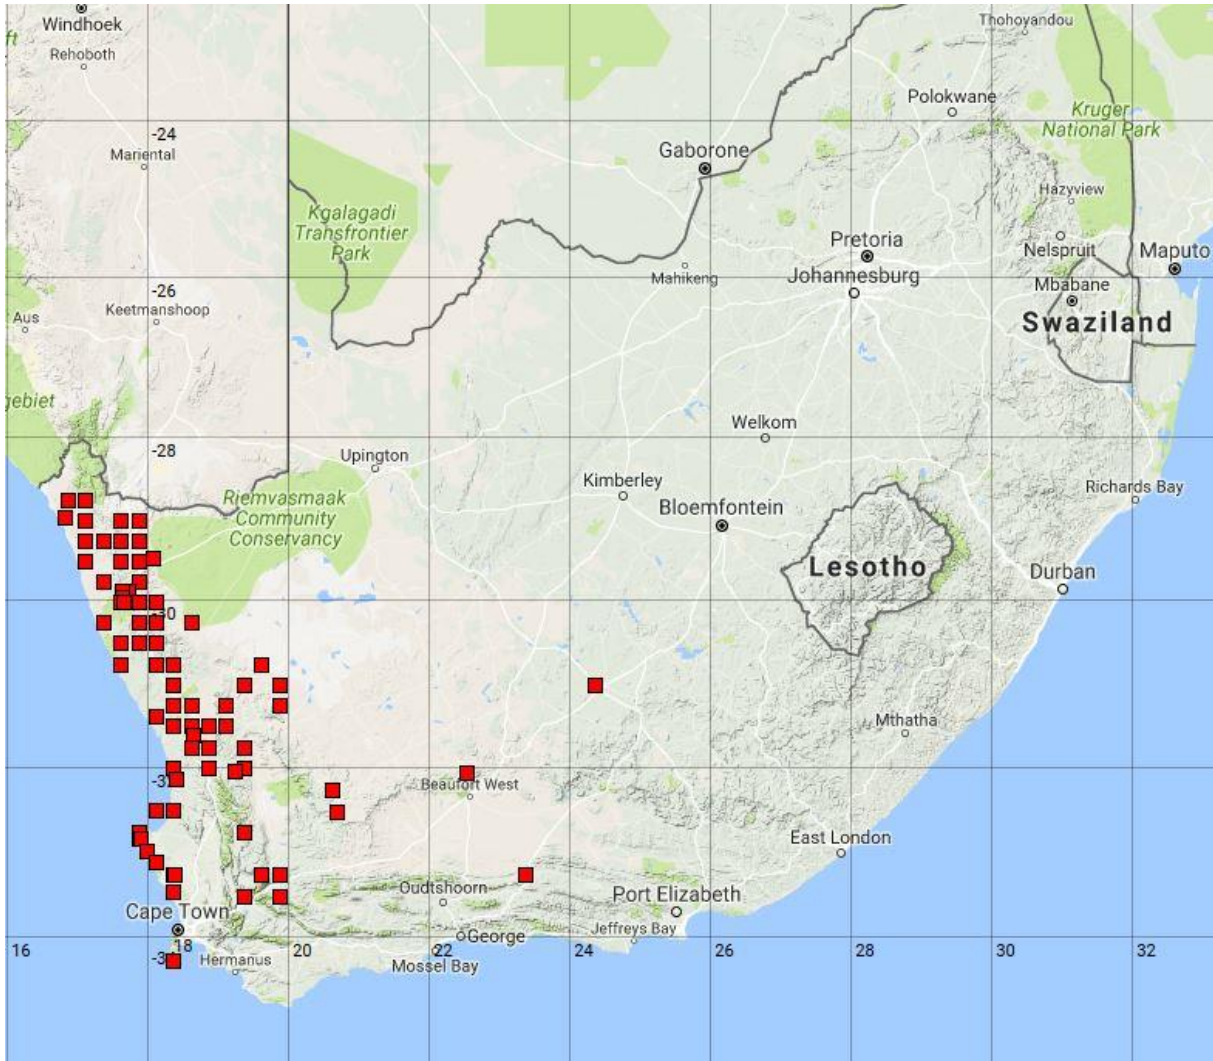 Windhoek
Thohoyandou
ft
Rehoboth
Polokwane
Kruger
National Park
-24
Mariental
Gaborone
Hazyview
Kgalagadi
Transfrontier
Park
Pretoria
Nelspruit
Maputo
Mahikeng
Johannesburg
Mbabane
-26
Keetmanshoop
Aus
Swaziland
gebiet
Welkom
-28
Upington
Kimberley
Richards Bay
Riemvasmaak
Community
Conservancy
Bloemfontein
Lesotho
Durban
-30
Mthatha
Beaufort West
East London
Oudtshoorn
Port Elizabeth
Cape Town
George
Jeffreys Bay
16
18
20
22
24
26
28
30
32
Hermanus
Mossel Bay